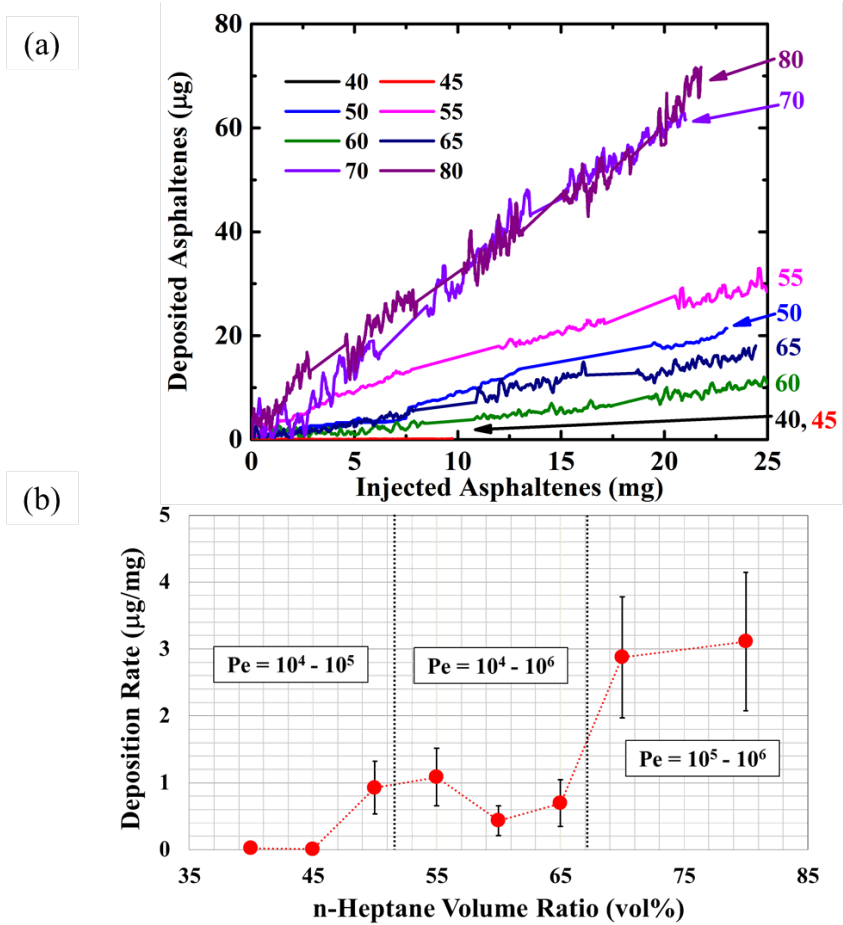 (a)
80
60
40
20
0
Deposited Asphaltenes (µg)
40 45
50 55
60 65
70 80
80
70
55
50
65
60
40, 45
0 5 10 15 20 25
Injected Asphaltenes (mg)
(b)
5
4
3
2
1
0
Deposition Rate (µg/mg)
Pe = 10⁴ - 10⁵
Pe = 10⁴ - 10⁶
Pe = 10⁵ - 10⁶
35 45 55 65 75 85
n-Heptane Volume Ratio (vol%)